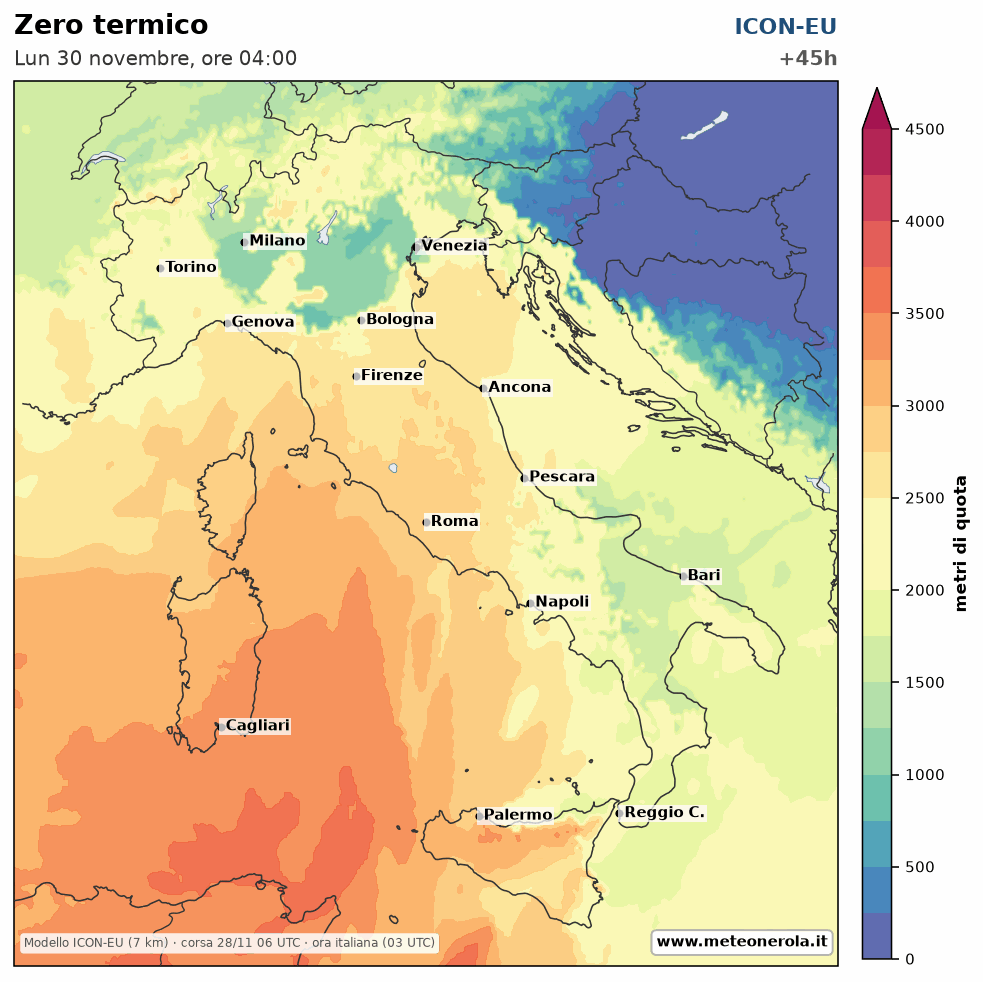 Zero termico
ICON-EU
Lun 30 novembre, ore 04:00
+45h
4500
4000
3500
3000
2500
2000
1500
1000
500
0
metri di quota
Milano
Venezia
Torino
Genova
Bologna
Firenze
Ancona
Pescara
Roma
Bari
Napoli
Cagliari
Palermo
Reggio C.
Modello ICON-EU (7 km) · corsa 28/11 06 UTC · ora italiana (03 UTC)
www.meteonerola.it